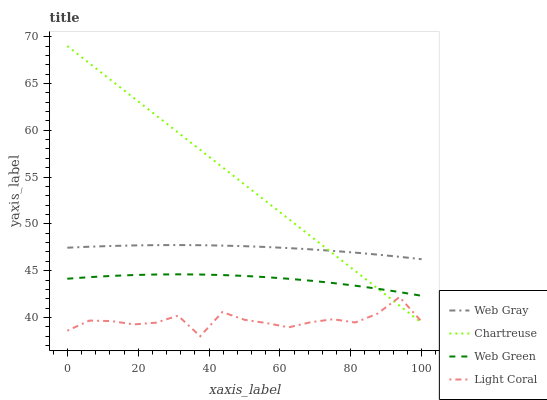 title
yaxis_label
70
65
60
55
50
45
40
0 20 40 60 80 100
xaxis_label
Web Gray
Chartreuse
Web Green
Light Coral